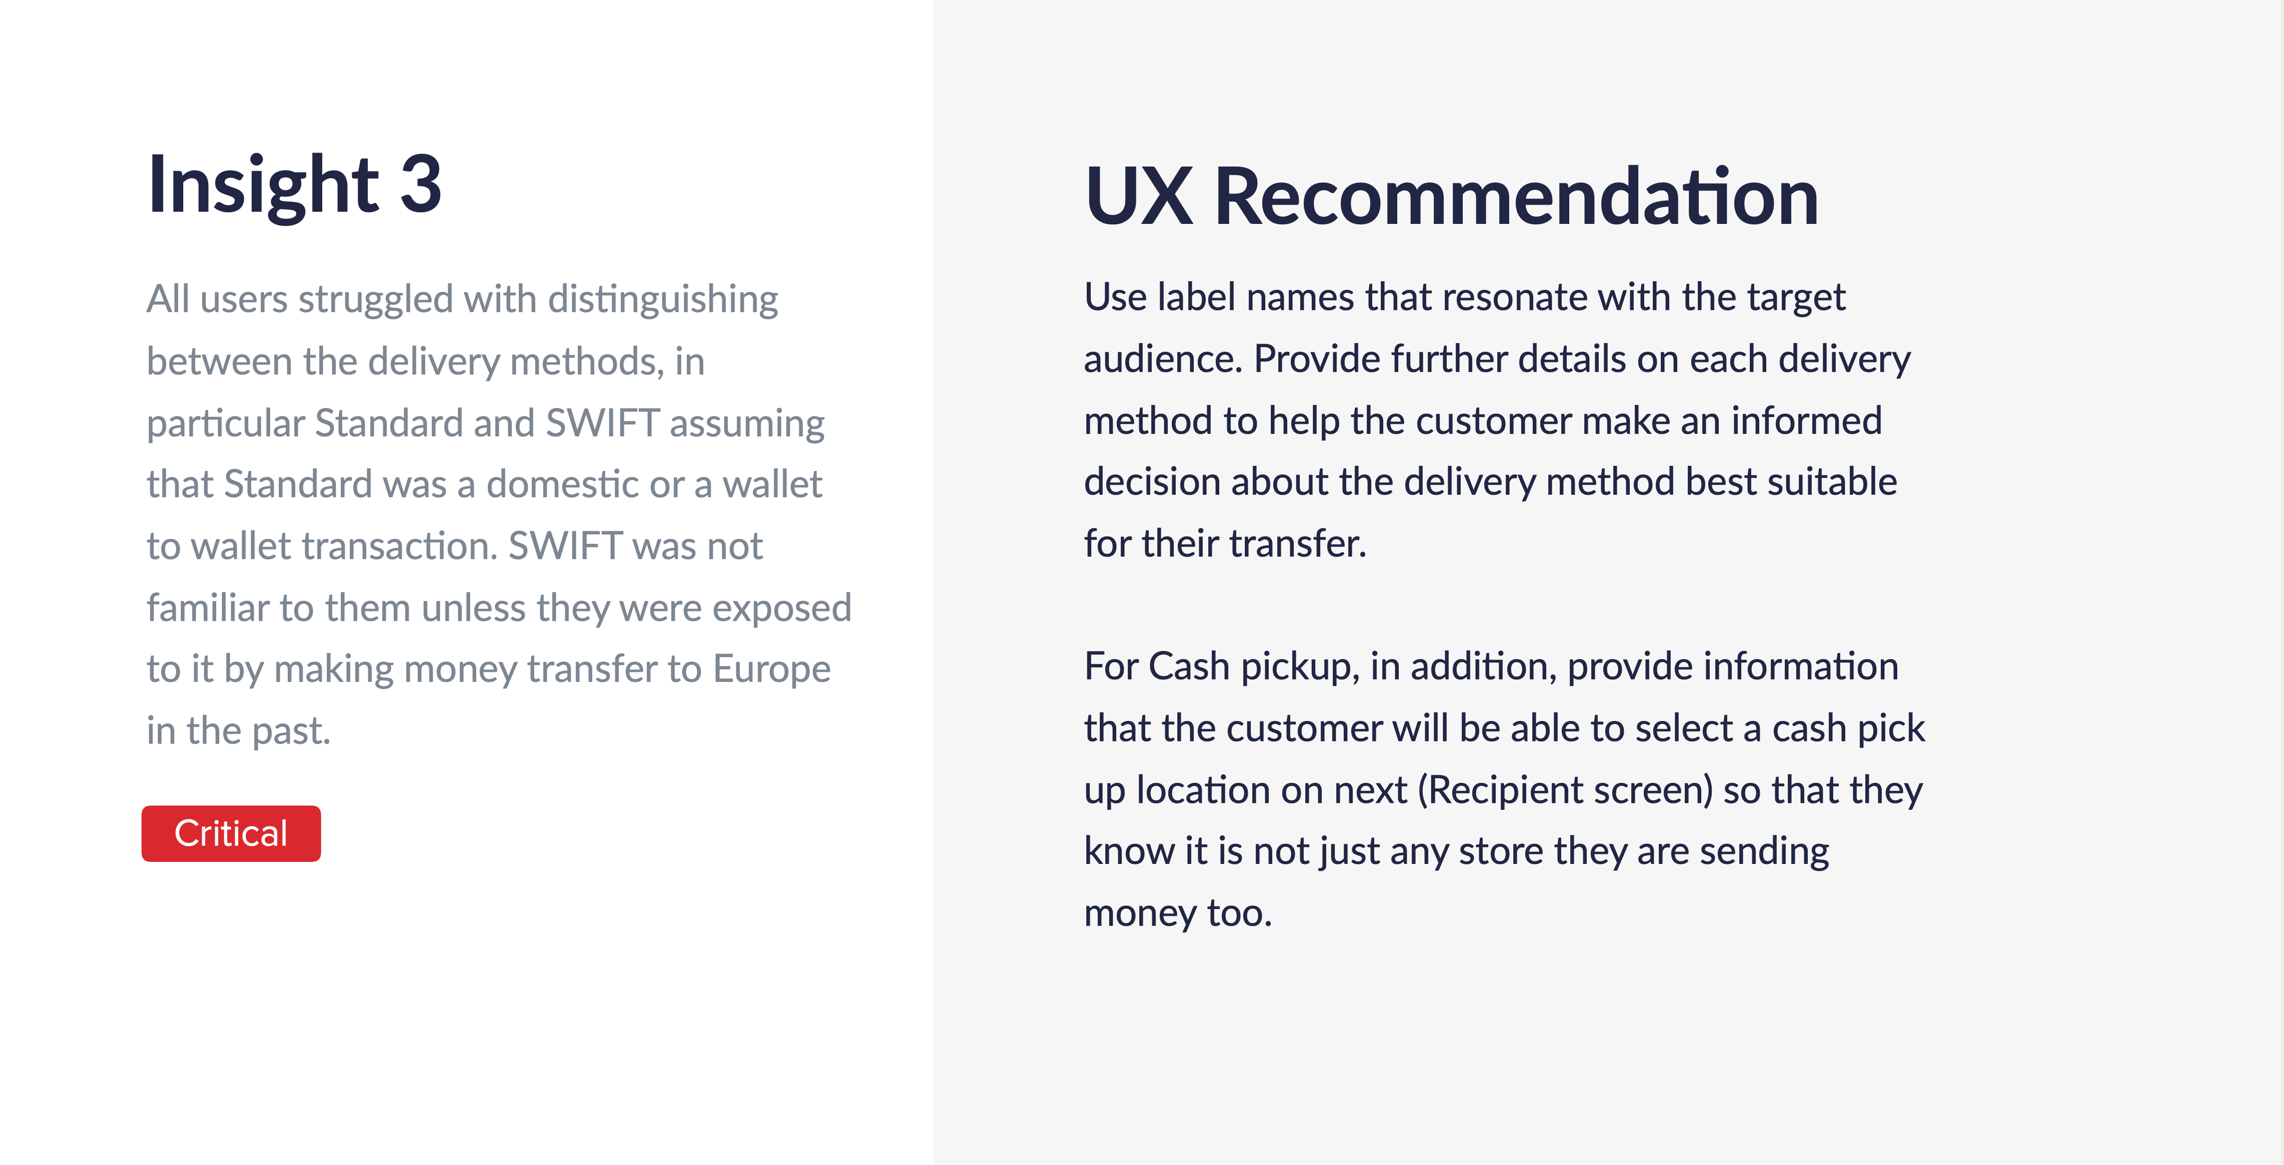 Insight 3
All users struggled with distinguishing
between the delivery methods, in
particular Standard and SWIFT assuming
that Standard was a domestic or a wallet
to wallet transaction. SWIFT was not
familiar to them unless they were exposed
to it by making money transfer to Europe
in the past.
Critical
UX Recommendation
Use label names that resonate with the target
audience. Provide further details on each delivery
method to help the customer make an informed
decision about the delivery method best suitable
for their transfer.
For Cash pickup, in addition, provide information
that the customer will be able to select a cash pick
up location on next (Recipient screen) so that they
know it is not just any store they are sending
money too.